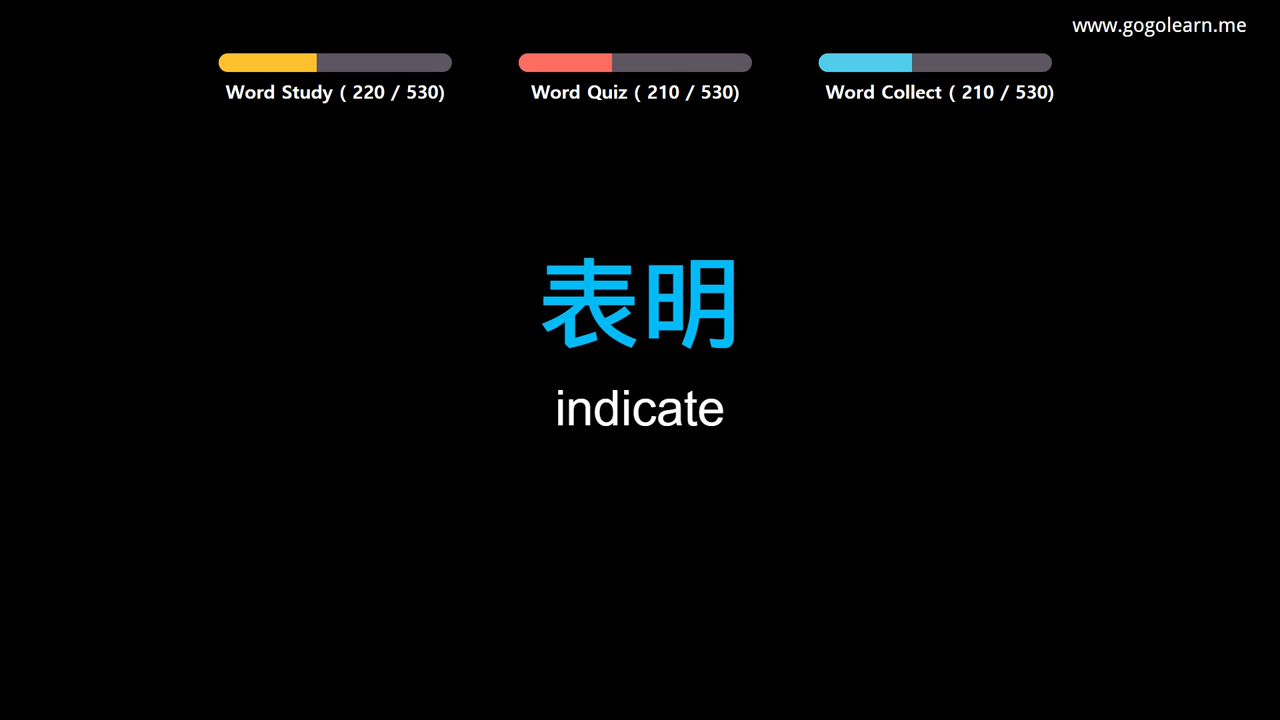 www.gogolearn.me
Word Study ( 220 / 530)
Word Quiz ( 210 / 530)
Word Collect ( 210 / 530)
表明
indicate